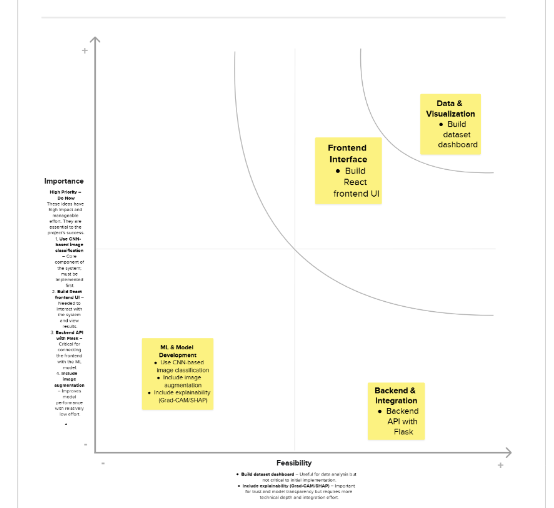 +
Data &
Visualization
• Build
dataset
dashboard
Frontend
Interface
• Build
React
frontend UI
Importance
High Priority –
Do Now
These ideas have
high impact and
manageable
effort. They are
essential to the
project's success.
1. Use CNN-
based image
classification
– Core
component of
the system;
must be
implemented
first.
2. Build React
frontend UI –
Needed to
interact with
the system
and view
results.
3. Backend API
with Flask –
Critical for
connecting
the frontend
with the ML
model.
4. Include
image
augmentation
– Improves
model
performance
with relatively
low effort.
•
-
ML & Model
Development
• Use CNN-based
image classification
• Include image
augmentation
• Include explainability
(Grad-CAM/SHAP)
Backend &
Integration
• Backend
API with
Flask
-
Feasibility
+
• Build dataset dashboard – Useful for data analysis but
not critical to initial implementation.
• Include explainability (Grad-CAM/SHAP) – Important
for trust and model transparency but requires more
technical depth and integration effort.